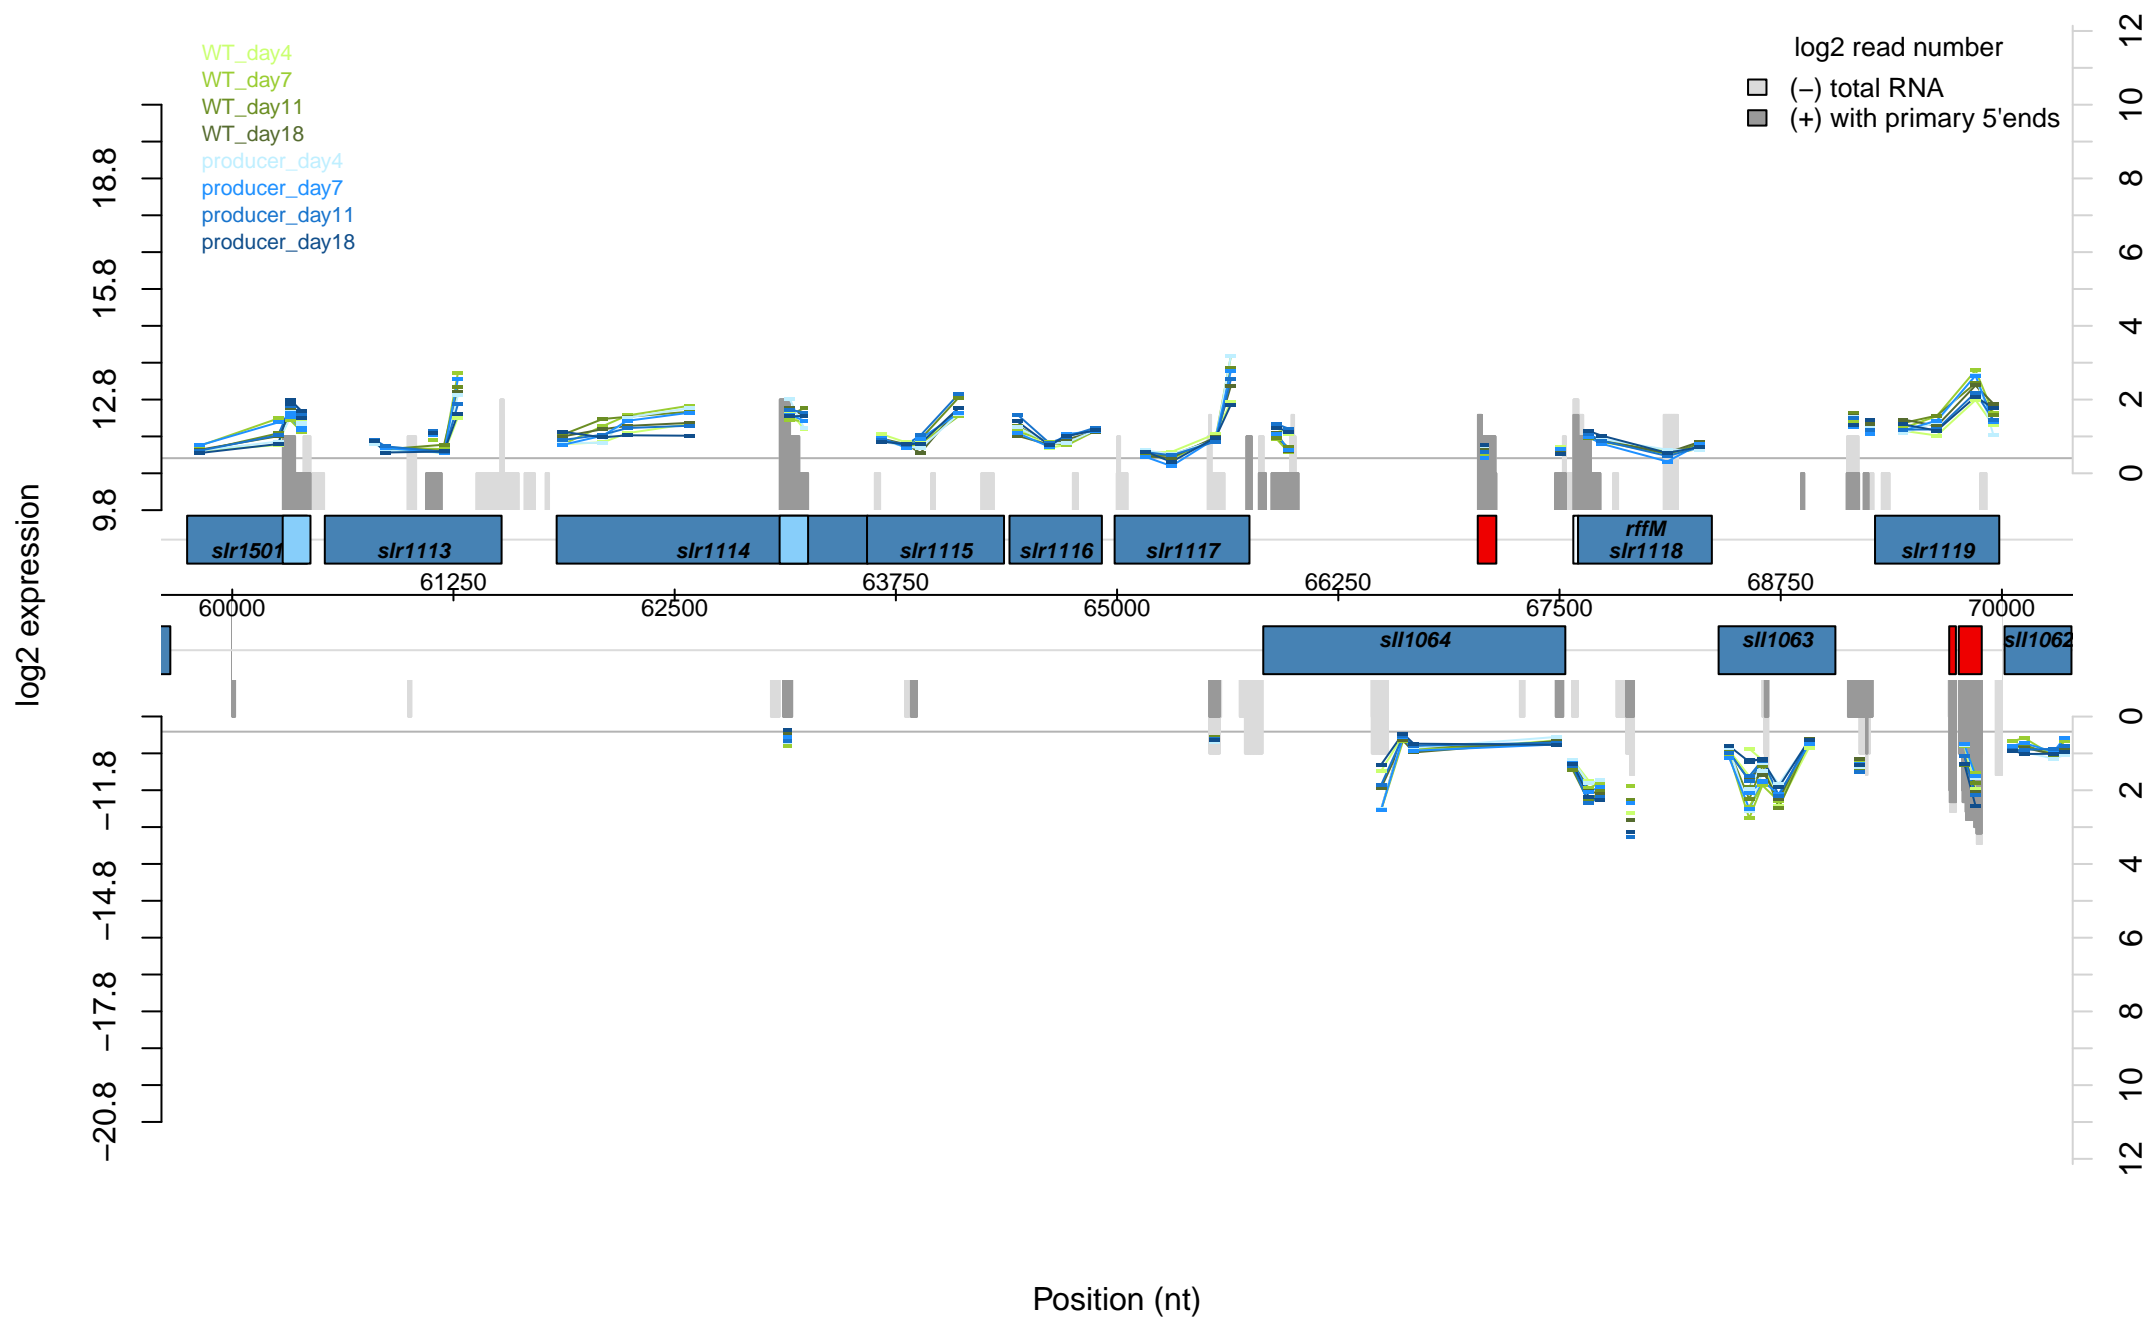 WT_day4
WT_day7
WT_day11
WT_day18
producer_day4
producer_day7
producer_day11
producer_day18
log2 read number
(−) total RNA
(+) with primary 5'ends
log2 expression
18.8
15.8
12.8
9.8
12
10
8
6
4
2
0
slr1501
slr1113
slr1114
slr1115
slr1116
slr1117
rffM
slr1118
slr1119
61250
63750
66250
68750
60000
62500
65000
67500
70000
sll1064
sll1063
sll1062
−11.8
−14.8
−17.8
−20.8
0
2
4
6
8
10
12
Position (nt)